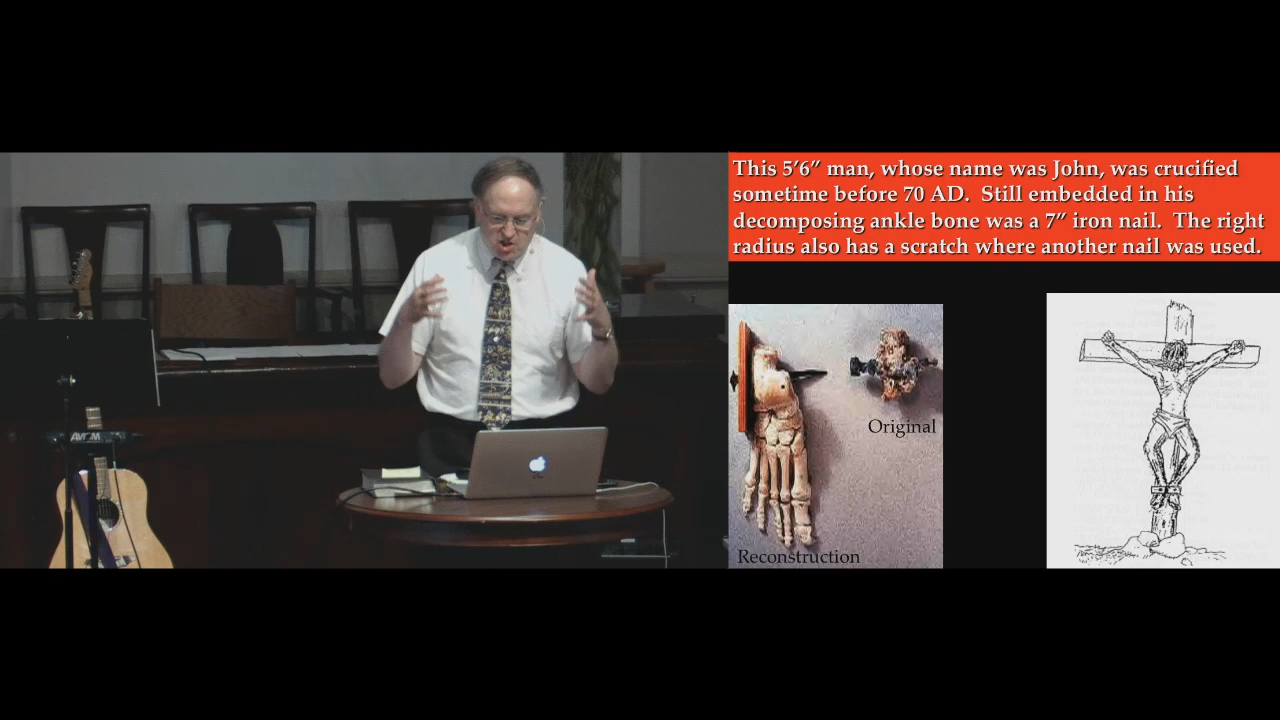 This 5’6” man, whose name was John, was crucified
sometime before 70 AD.  Still embedded in his
decomposing ankle bone was a 7” iron nail.  The right
radius also has a scratch where another nail was used.
Original
Reconstruction